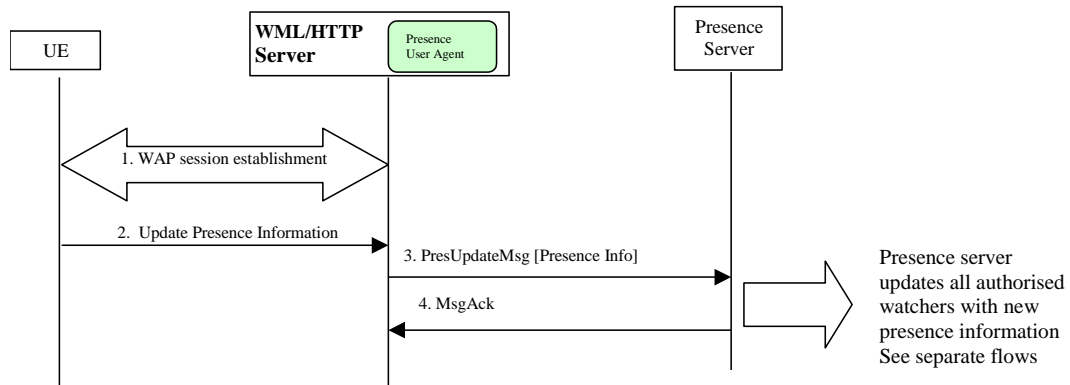 UE
WML/HTTP
Server
Presence
User Agent
Presence
Server
1. WAP session establishment
2. Update Presence Information
3. PresUpdateMsg [Presence Info]
4. MsgAck
Presence server
updates all authorised
watchers with new
presence information
See separate flows